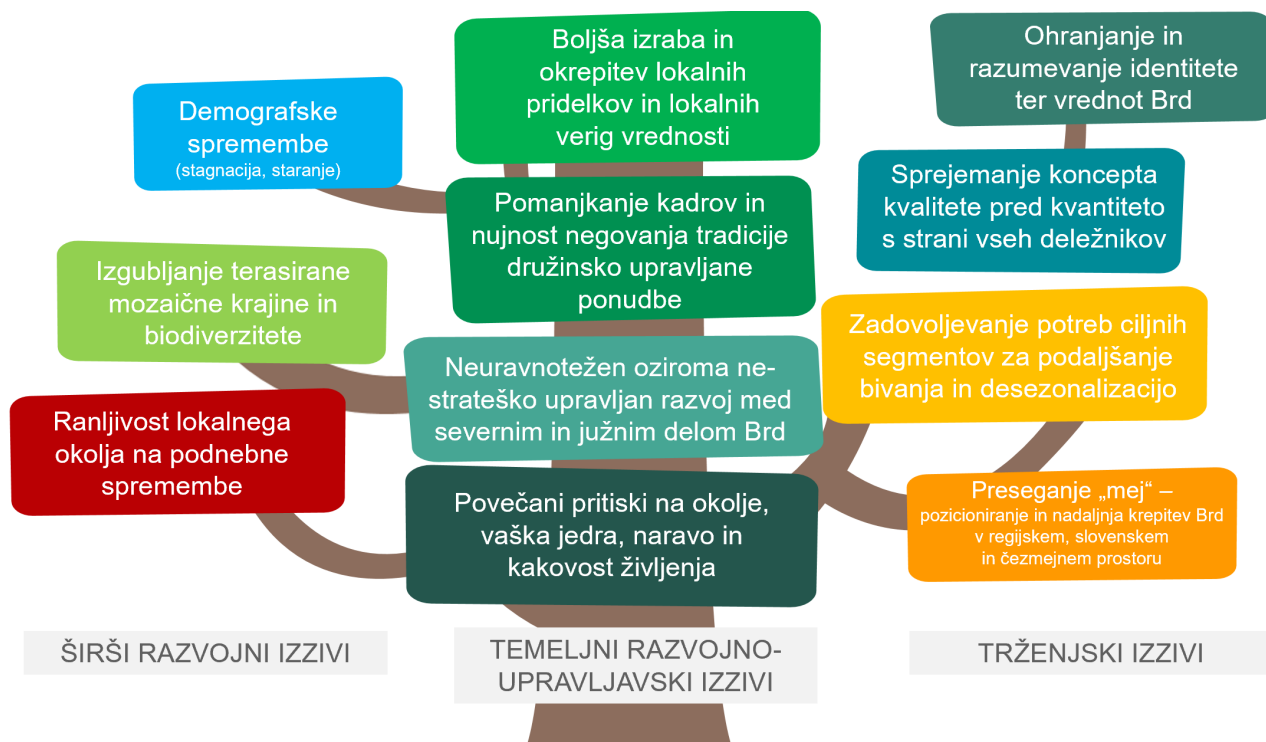 Demografske
spremembe
(stagnacija, staranje)
Izgubljanje terasirane
mozaične krajine in
biodiverzitete
Ranljivost lokalnega
okolja na podnebne
spremembe
ŠIRŠI RAZVOJNI IZZIVI
Boljša izraba in
okrepitev lokalnih
pridelkov in lokalnih
verig vrednosti
Pomanjkanje kadrov in
nujnost negovanja tradicije
družinsko upravljane
ponudbe
Neuravnotežen oziroma ne-
strateško upravljan razvoj med
severnim in južnim delom Brd
Povečani pritiski na okolje,
vaška jedra, naravo in
kakovost življenja
TEMELJNI RAZVOJNO-
UPRAVLJAVSKI IZZIVI
Ohranjanje in
razumevanje identitete
ter vrednot Brd
Sprejemanje koncepta
kvalitete pred kvantiteto
s strani vseh deležnikov
Zadovoljevanje potreb ciljnih
segmentov za podaljšanje
bivanja in desezonalizacijo
Preseganje „mej“ –
pozicioniranje in nadaljnja krepitev Brd
v regijskem, slovenskem
in čezmejnem prostoru
TRŽENJSKI IZZIVI